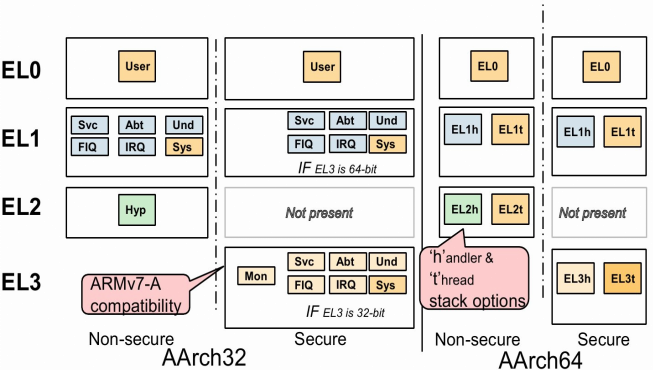 EL0
User
User
EL0
EL0
EL1
Svc Abt Und
FIQ IRQ Sys
Svc Abt Und
FIQ IRQ Sys
IF EL3 is 64-bit
EL1h EL1t
EL1h EL1t
EL2
Hyp
Not present
EL2h EL2t
Not present
EL3
ARMv7-A
compatibility
Mon
Svc Abt Und
FIQ IRQ Sys
IF EL3 is 32-bit
'h'andler &
't'hread
stack options
EL3h EL3t
Non-secure
Secure
Non-secure
Secure
AArch32
AArch64